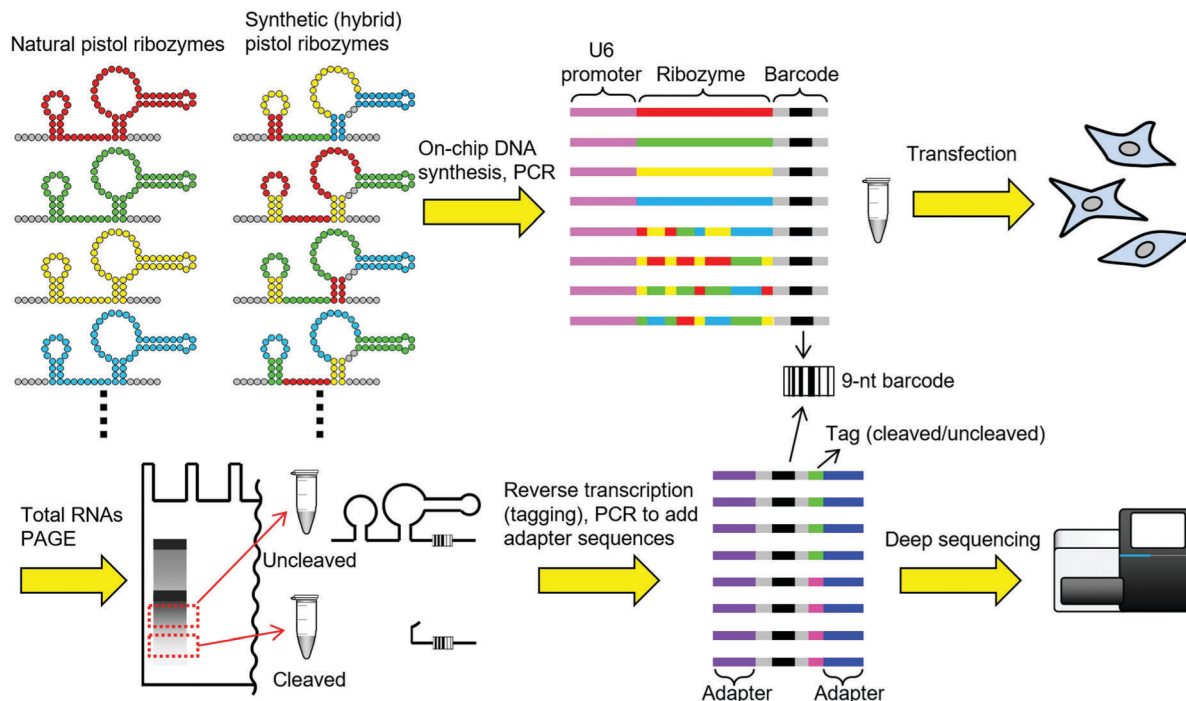 Natural pistol ribozymes
Synthetic (hybrid)
pistol ribozymes
On-chip DNA
synthesis, PCR
U6
promoter
Ribozyme
Barcode
Transfection
9-nt barcode
Tag (cleaved/uncleaved)
Total RNAs
PAGE
Uncleaved
Cleaved
Reverse transcription
(tagging), PCR to add
adapter sequences
Adapter
Adapter
Deep sequencing